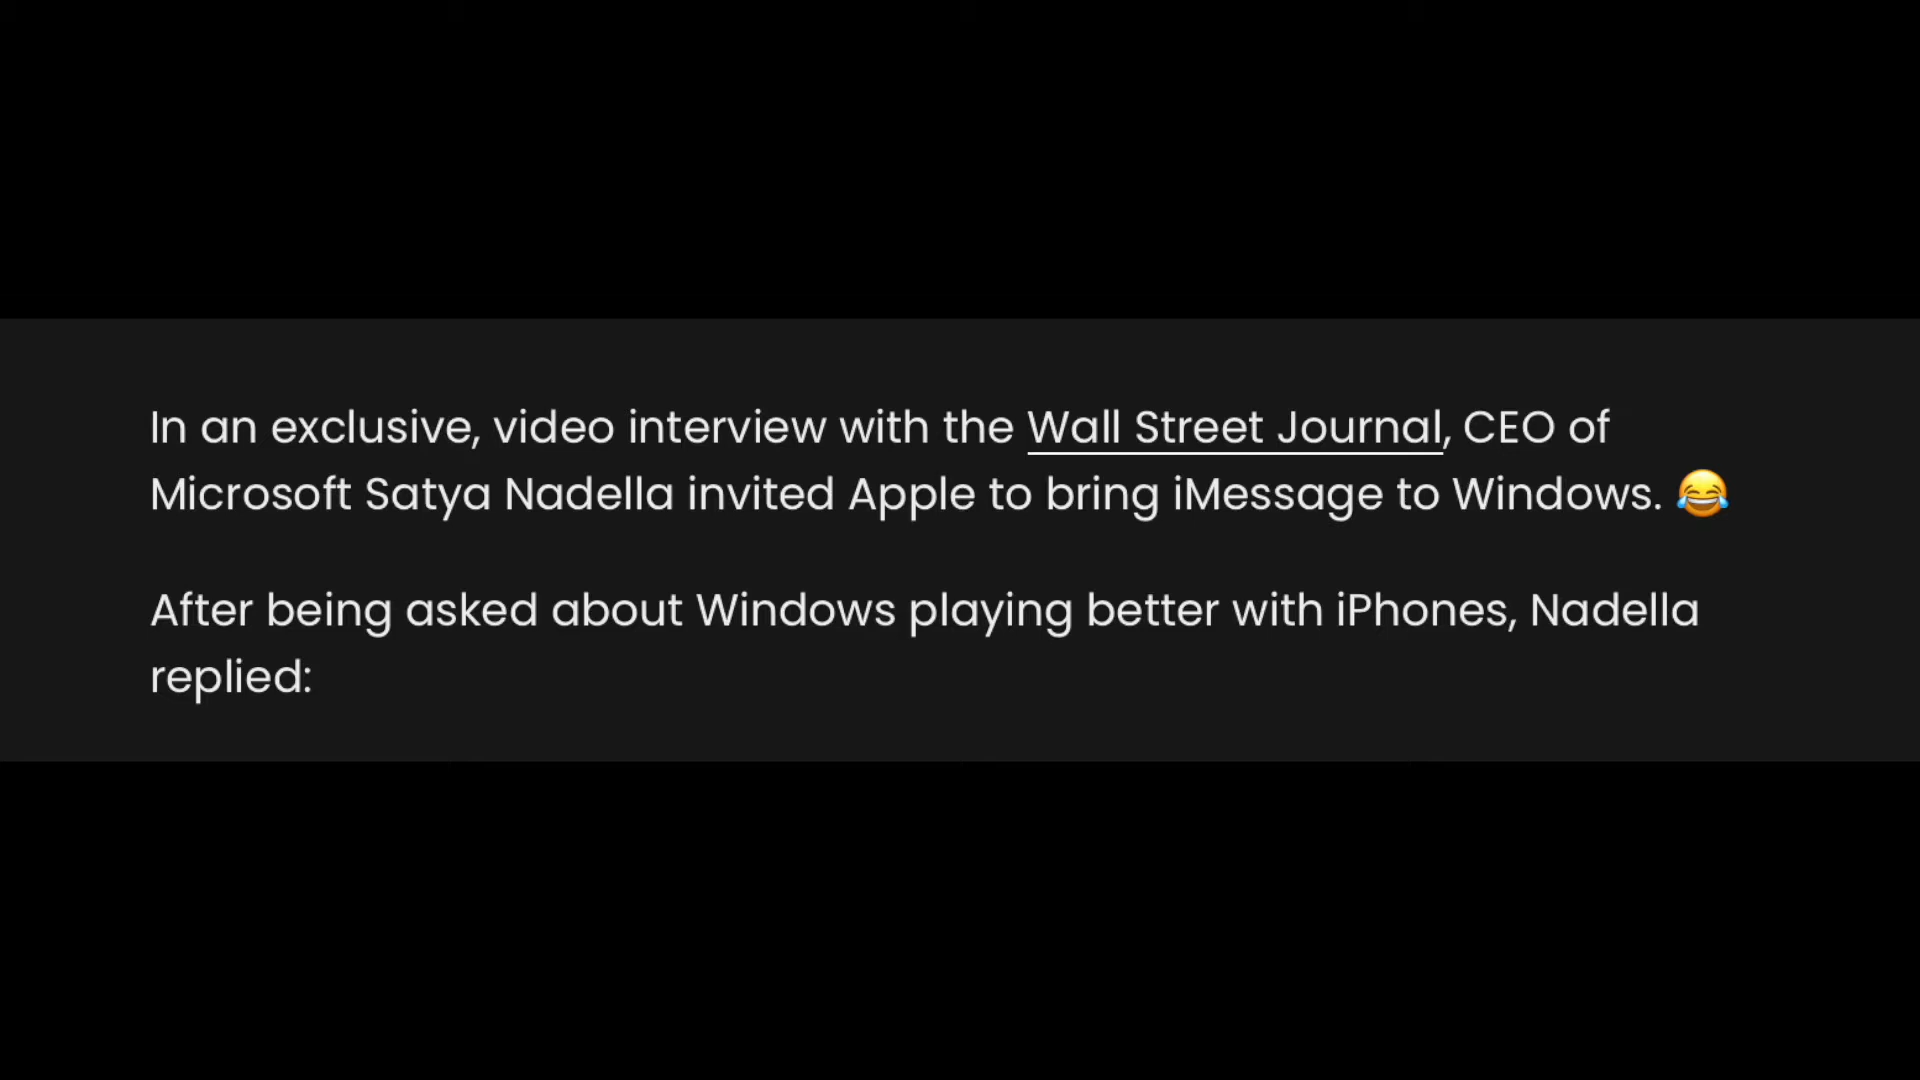 In an exclusive, video interview with the Wall Street Journal, CEO of
Microsoft Satya Nadella invited Apple to bring iMessage to Windows. 😂
After being asked about Windows playing better with iPhones, Nadella
replied: